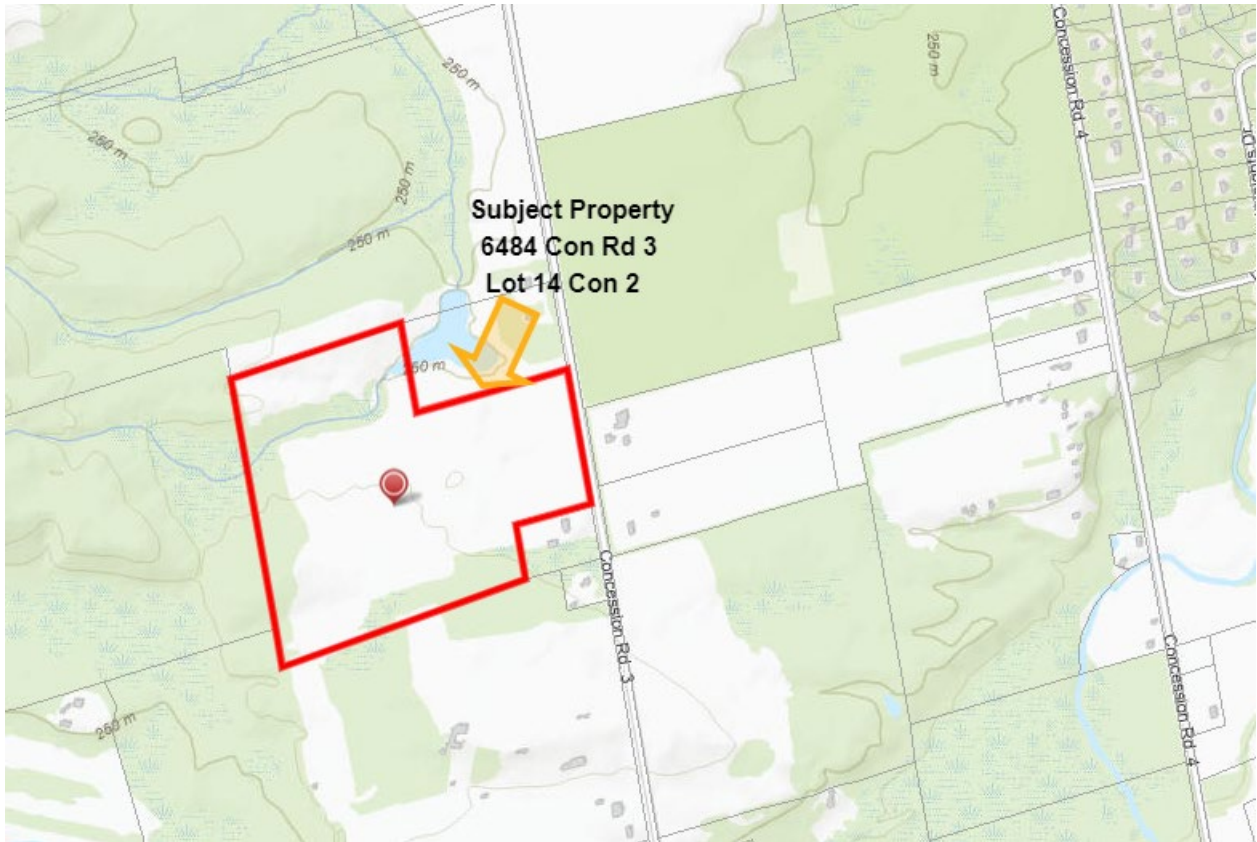 250 m
250 m
250 m
250 m
250 m
Concession Rd. 4
Subject Property
6484 Con Rd 3
Lot 14 Con 2
250 m
Concession Rd. 3
Concession Rd. 4
250 m